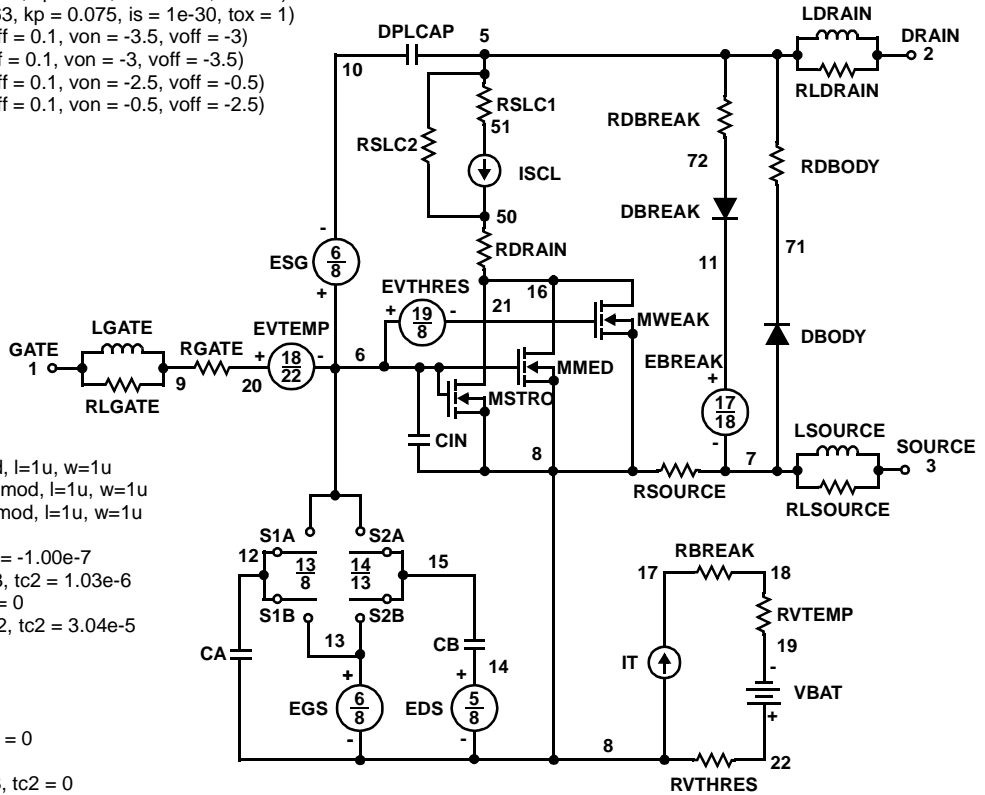 63, kp = 0.075, is = 1e-30, tox = 1)
ff = 0.1, von = -3.5, voff = -3)
f = 0.1, von = -3, voff = -3.5)
ff = 0.1, von = -2.5, voff = -0.5)
ff = 0.1, von = -0.5, voff = -2.5)
DPLCAP
5
10
LDRAIN
DRAIN
2
RLDRAIN
RSLC1
51
RSLC2
ISCL
50
RDRAIN
RDBREAK
72
RDBODY
DBREAK
11
71
ESG
6
8
-
+
EVTHRES
+
19
8
-
21
16
MWEAK
DBODY
LGATE
GATE
1
RLGATE
9
RGATE
20
EVTEMP
+
18
22
-
6
MMED
MSTRO
EBREAK
+
17
18
-
CIN
8
LSOURCE
SOURCE
3
7
RSOURCE
RLSOURCE
l, l=1u, w=1u
mod, l=1u, w=1u
mod, l=1u, w=1u
= -1.00e-7
, tc2 = 1.03e-6
= 0
2, tc2 = 3.04e-5
= 0
, tc2 = 0
S1A
S2A
12
13
8
14
13
15
S1B
S2B
13
CA
CB
14
+
EGS
6
8
-
+
EDS
5
8
-
RBREAK
17
18
RVTEMP
19
IT
-
VBAT
+
8
22
RVTHRES